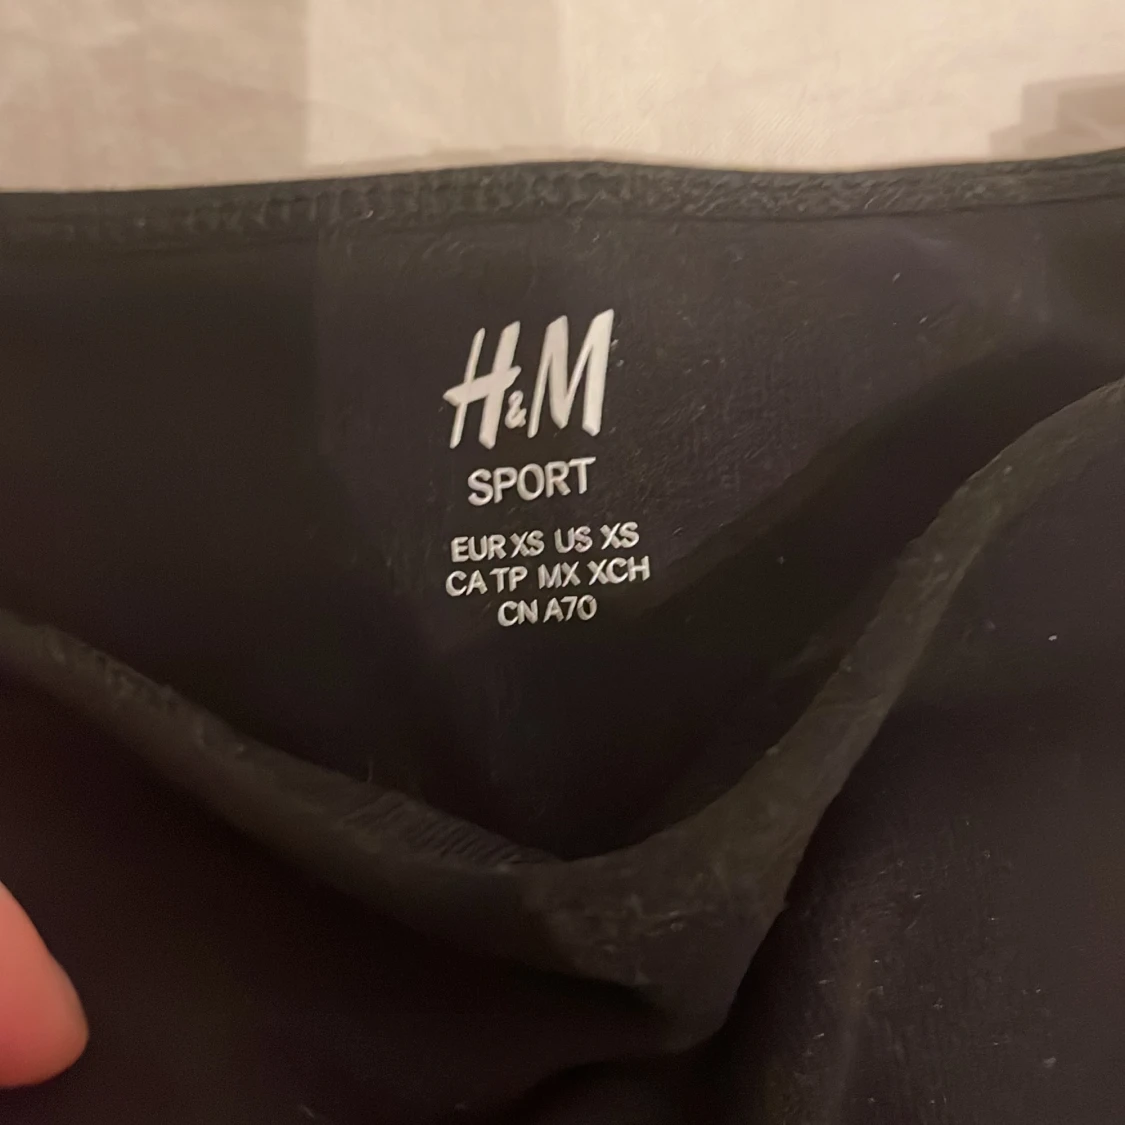 H&M
SPORT
EUR XS US XS
CA TP MX XCH
CN A70